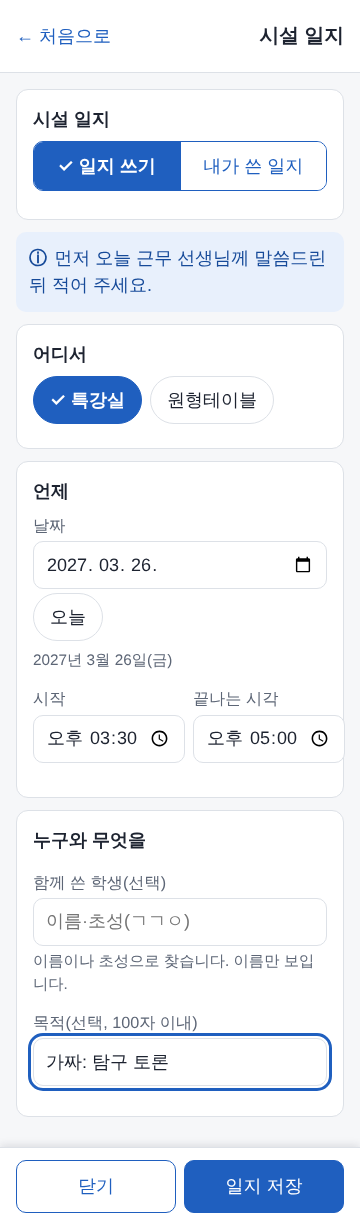 ← 처음으로
시설 일지
시설 일지
✓ 일지 쓰기
내가 쓴 일지
ⓘ 먼저 오늘 근무 선생님께 말씀드린
뒤 적어 주세요.
어디서
✓ 특강실
원형테이블
언제
날짜
2027. 03. 26.
오늘
2027년 3월 26일(금)
시작
끝나는 시각
오후 03:30
오후 05:00
누구와 무엇을
함께 쓴 학생(선택)
이름·초성(ㄱㄱㅇ)
이름이나 초성으로 찾습니다. 이름만 보입
니다.
목적(선택, 100자 이내)
가짜: 탐구 토론
닫기
일지 저장